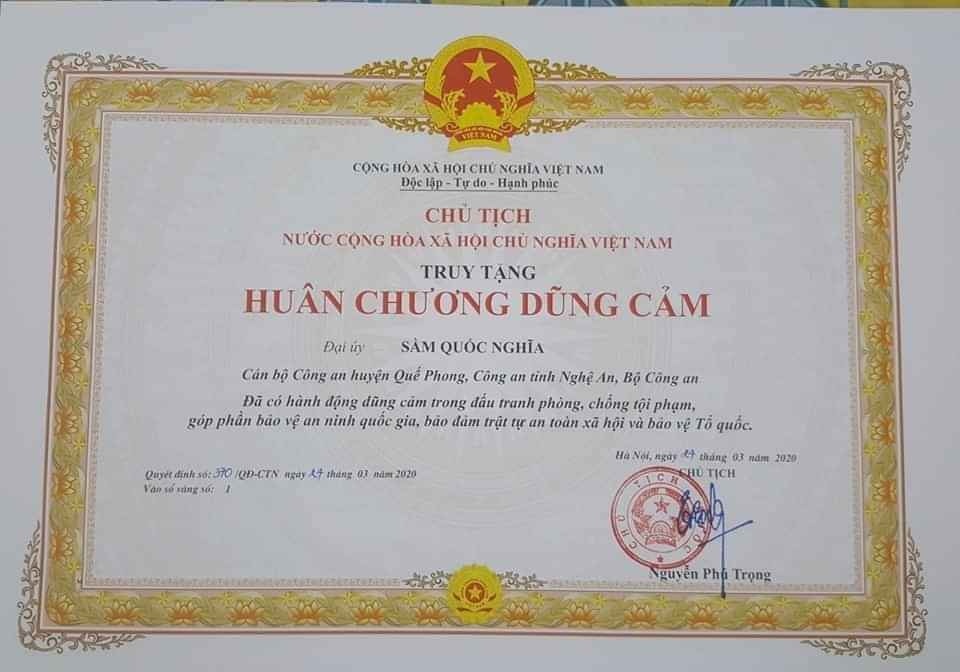 VIỆT NAM
CỘNG HÒA XÃ HỘI CHỦ NGHĨA VIỆT NAM
Độc lập - Tự do - Hạnh phúc
CHỦ TỊCH
NƯỚC CỘNG HÒA XÃ HỘI CHỦ NGHĨA VIỆT NAM
TRUY TẶNG
HUÂN CHƯƠNG DŨNG CẢM
Đại úy SẦM QUỐC NGHĨA
Cán bộ Công an huyện Quế Phong, Công an tỉnh Nghệ An, Bộ Công an
Đã có hành động dũng cảm trong đấu tranh phòng, chống tội phạm,
góp phần bảo vệ an ninh quốc gia, bảo đảm trật tự an toàn xã hội và bảo vệ Tổ quốc.
Hà Nội, ngày 24 tháng 03 năm 2020
CHỦ TỊCH
Quyết định số: 370 /QĐ-CTN ngày 24 tháng 03 năm 2020
Vào sổ vàng số: 1
CHỦ TỊCH
Nguyễn Phú Trọng